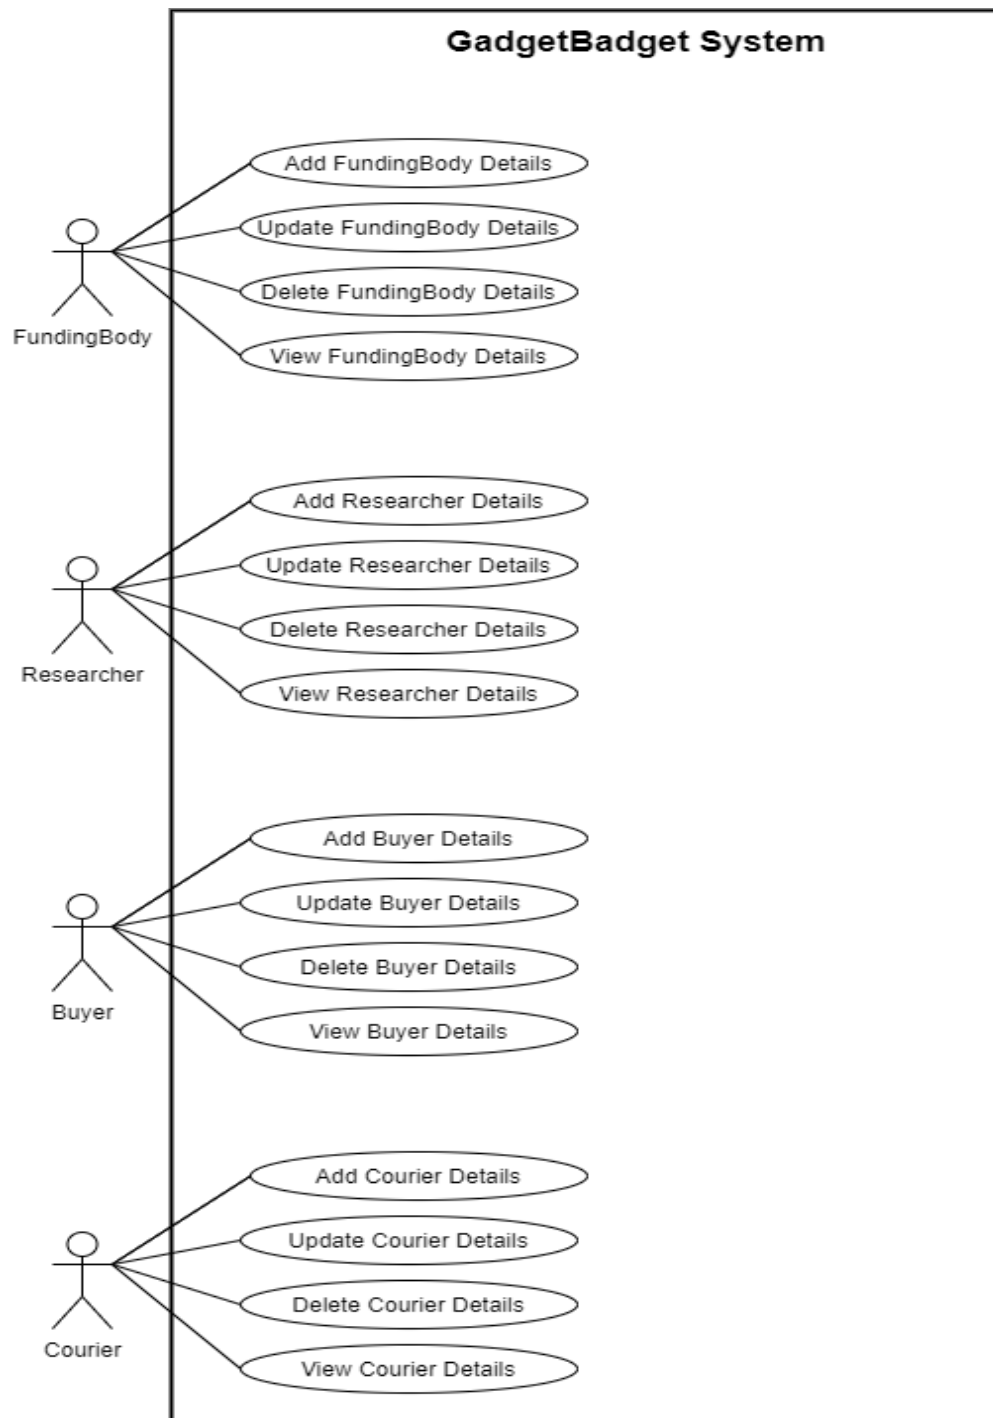 GadgetBadget System
Add FundingBody Details
Update FundingBody Details
Delete FundingBody Details
View FundingBody Details
FundingBody
Add Researcher Details
Update Researcher Details
Delete Researcher Details
View Researcher Details
Researcher
Add Buyer Details
Update Buyer Details
Delete Buyer Details
View Buyer Details
Buyer
Add Courier Details
Update Courier Details
Delete Courier Details
View Courier Details
Courier